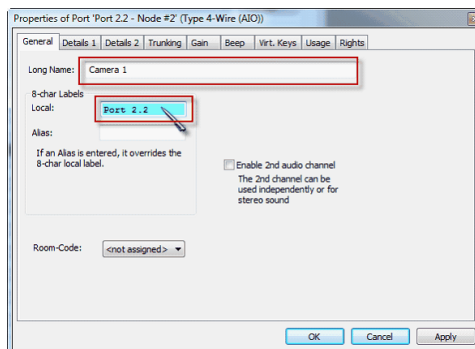 Properties of Port 'Port 2.2 - Node #2' (Type 4-Wire (AIO))
General Details 1 Details 2 Trunking Gain Beep Virt. Keys Usage Rights
Long Name: Camera 1
8-char Labels
Local: Port 2.2
Alias:
If an Alias is entered, it overrides the
8-char local label.
Enable 2nd audio channel
The 2nd channel can be
used independently or for
stereo sound
Room-Code: <not assigned>
OK Cancel Apply